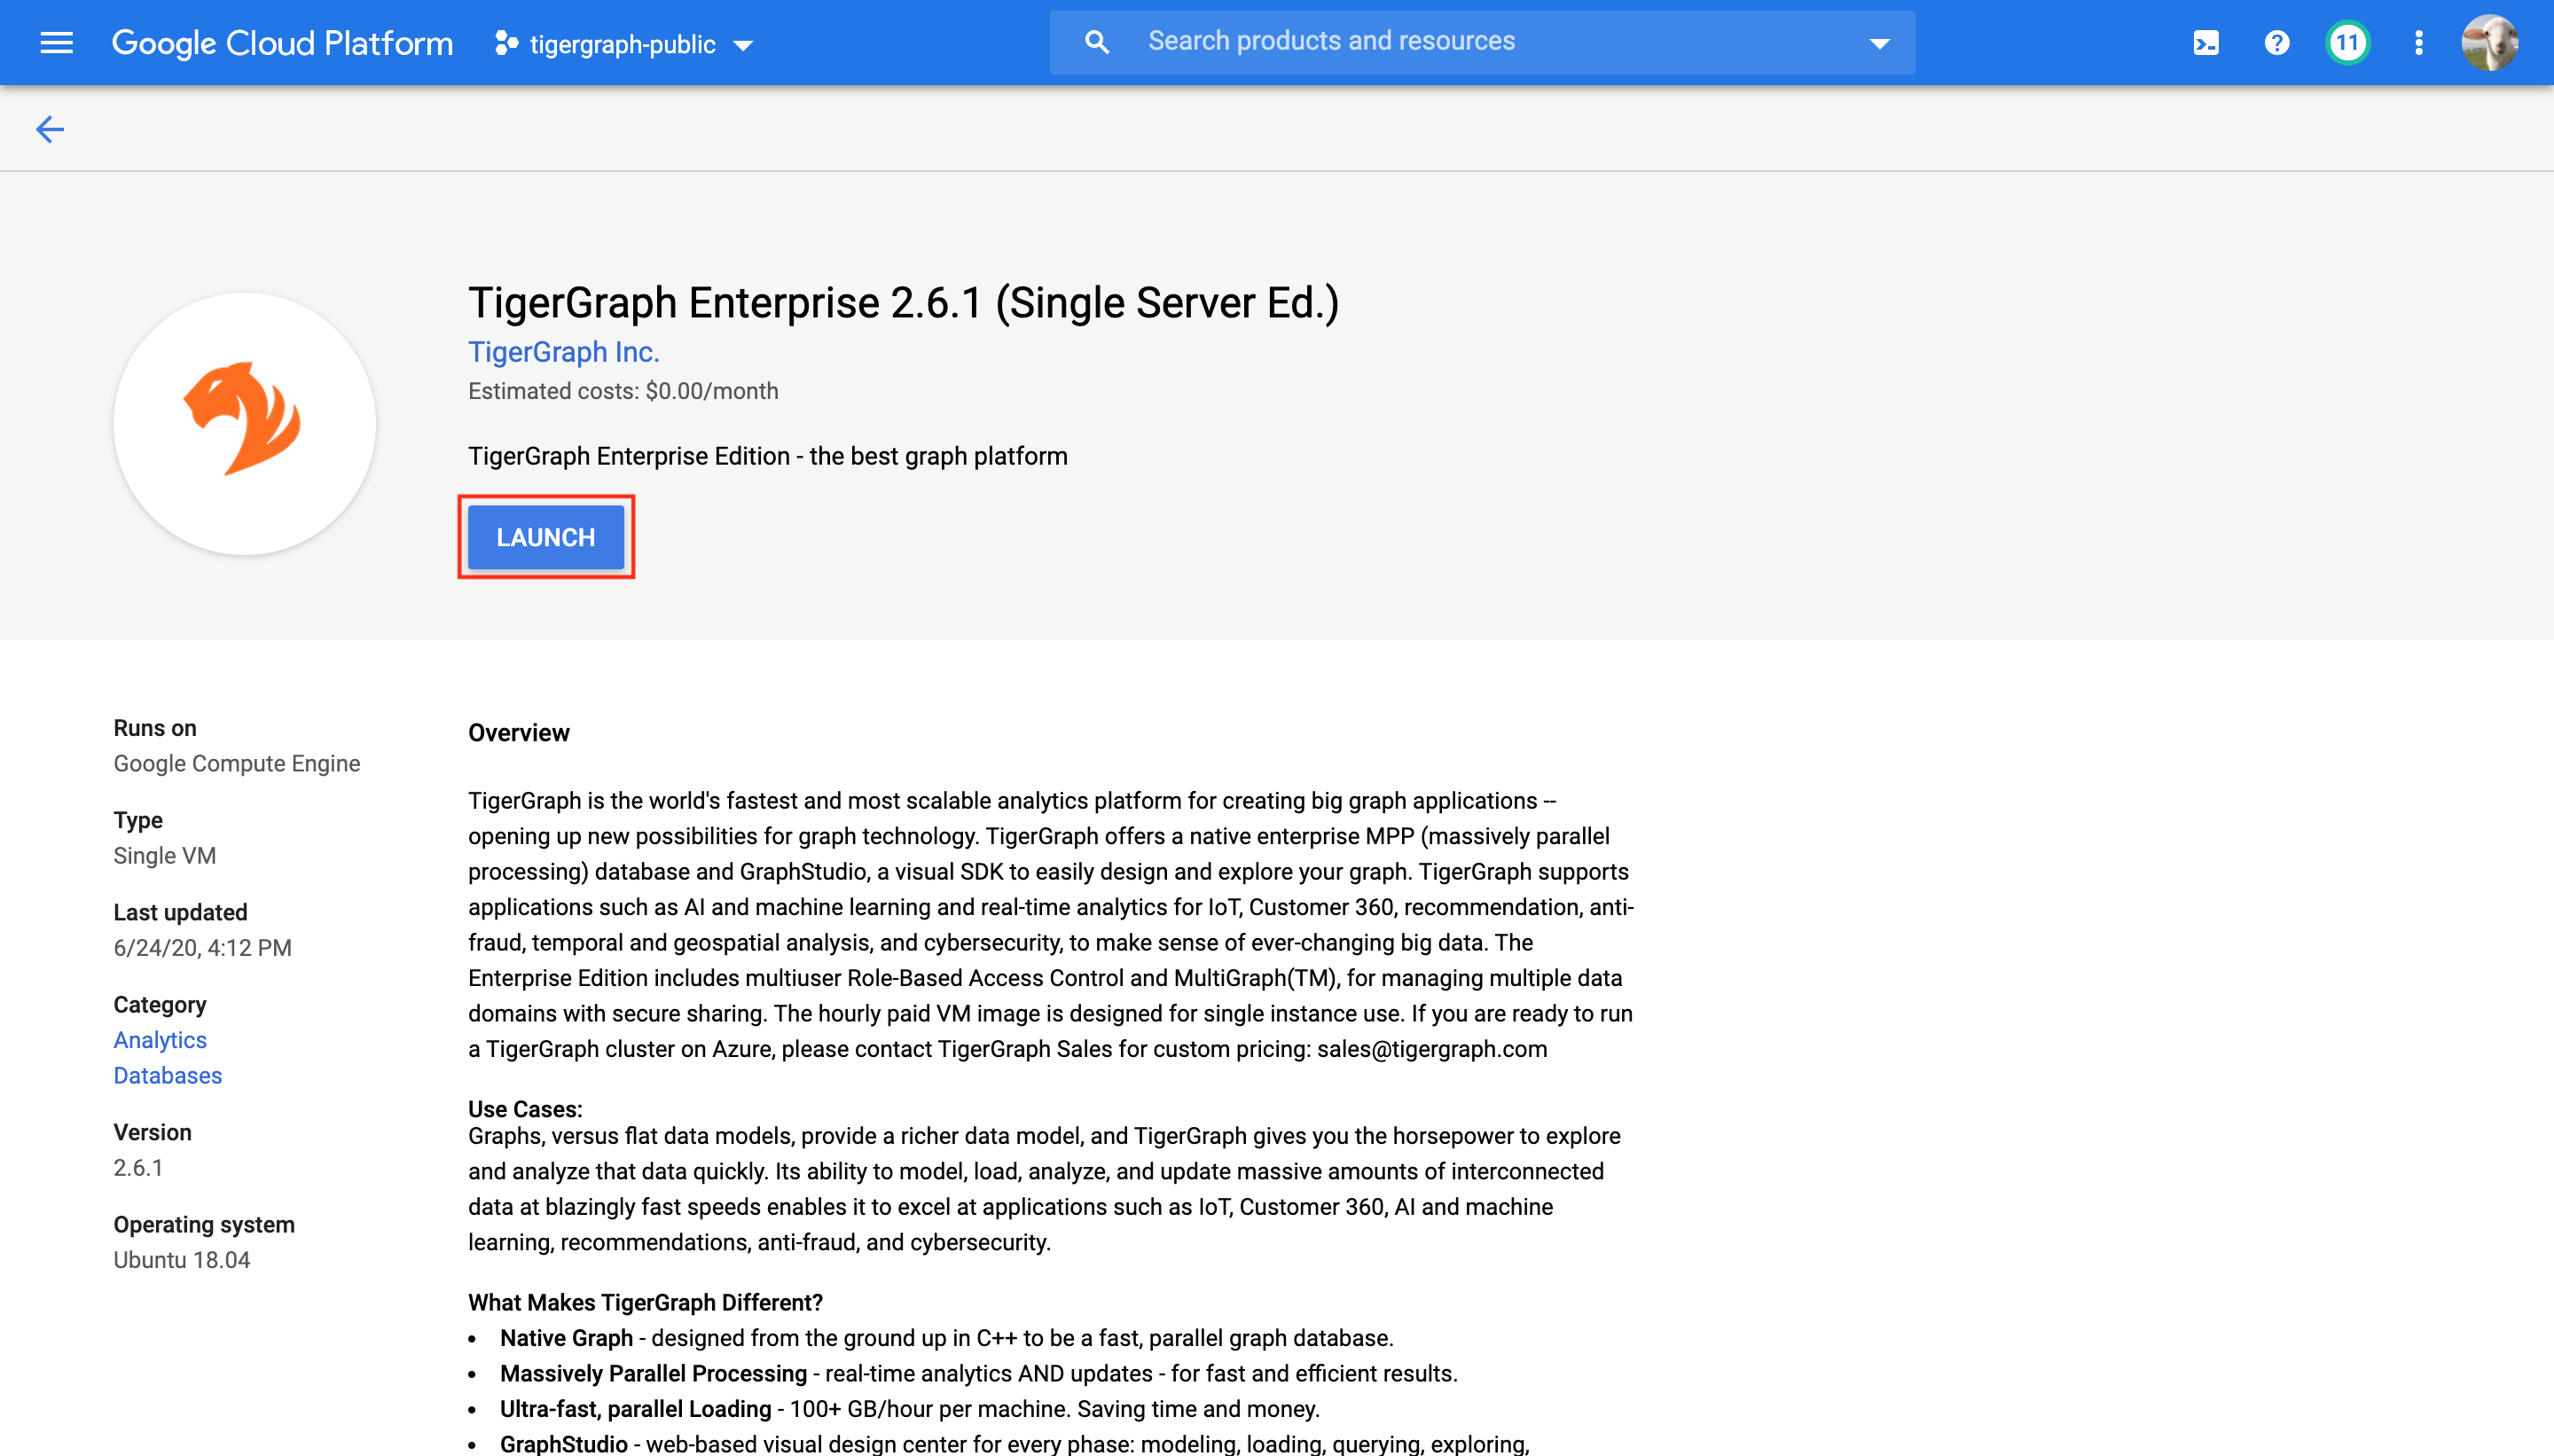 Google Cloud Platform
tigergraph-public
Search products and resources
11
TigerGraph Enterprise 2.6.1 (Single Server Ed.)
TigerGraph Inc.
Estimated costs: $0.00/month
TigerGraph Enterprise Edition - the best graph platform
LAUNCH
Runs on
Google Compute Engine
Type
Single VM
Last updated
6/24/20, 4:12 PM
Category
Analytics
Databases
Version
2.6.1
Operating system
Ubuntu 18.04
Overview
TigerGraph is the world's fastest and most scalable analytics platform for creating big graph applications --
opening up new possibilities for graph technology. TigerGraph offers a native enterprise MPP (massively parallel
processing) database and GraphStudio, a visual SDK to easily design and explore your graph. TigerGraph supports
applications such as AI and machine learning and real-time analytics for IoT, Customer 360, recommendation, anti-
fraud, temporal and geospatial analysis, and cybersecurity, to make sense of ever-changing big data. The
Enterprise Edition includes multiuser Role-Based Access Control and MultiGraph(TM), for managing multiple data
domains with secure sharing. The hourly paid VM image is designed for single instance use. If you are ready to run
a TigerGraph cluster on Azure, please contact TigerGraph Sales for custom pricing: sales@tigergraph.com
Use Cases:
Graphs, versus flat data models, provide a richer data model, and TigerGraph gives you the horsepower to explore
and analyze that data quickly. Its ability to model, load, analyze, and update massive amounts of interconnected
data at blazingly fast speeds enables it to excel at applications such as IoT, Customer 360, AI and machine
learning, recommendations, anti-fraud, and cybersecurity.
What Makes TigerGraph Different?
• Native Graph - designed from the ground up in C++ to be a fast, parallel graph database.
• Massively Parallel Processing - real-time analytics AND updates - for fast and efficient results.
• Ultra-fast, parallel Loading - 100+ GB/hour per machine. Saving time and money.
• GraphStudio - web-based visual design center for every phase: modeling, loading, querying, exploring,